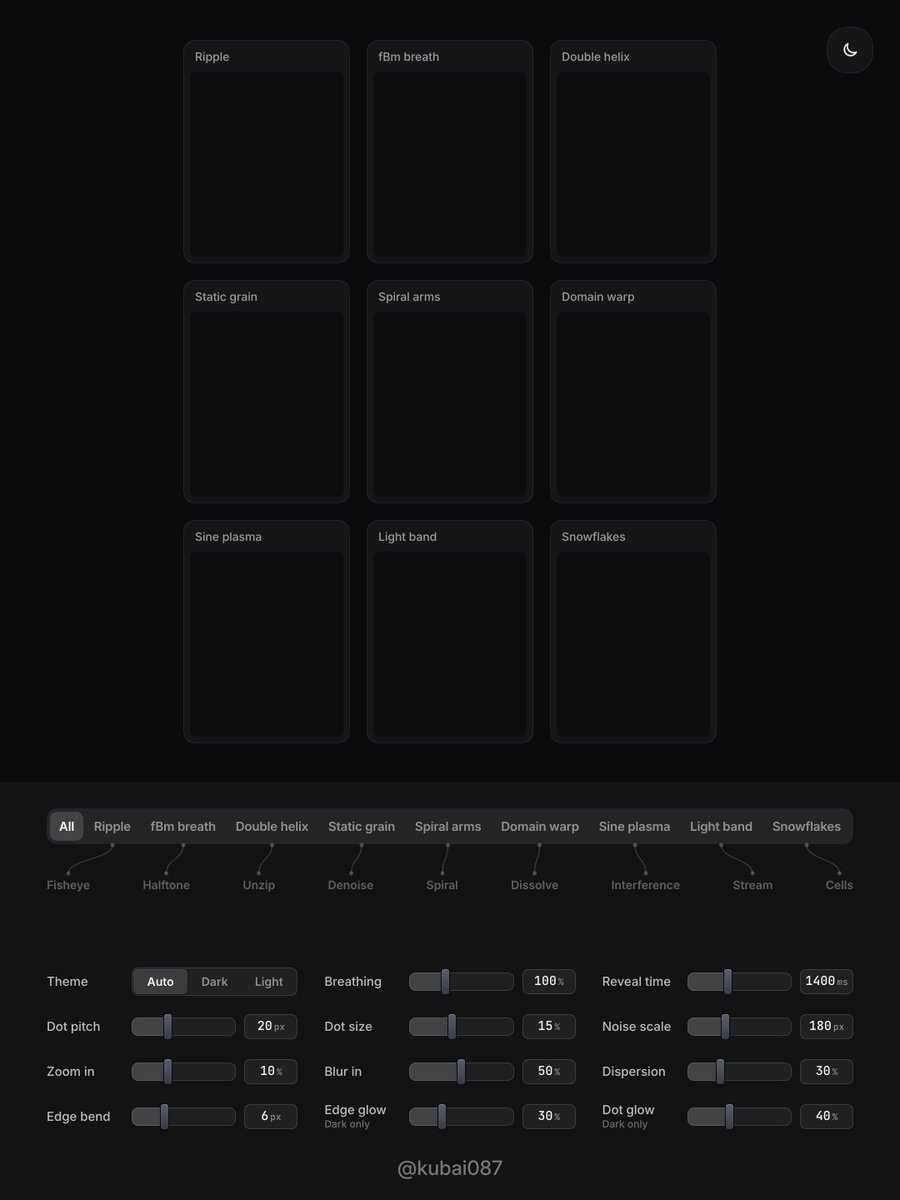 Ripple fBm breath Double helix
Static grain Spiral arms Domain warp
Sine plasma Light band Snowflakes
All Ripple fBm breath Double helix Static grain Spiral arms Domain warp Sine plasma Light band Snowflakes
Fisheye Halftone Unzip Denoise Spiral Dissolve Interference Stream Cells
Theme Auto Dark Light Breathing 100% Reveal time 1400ms
Dot pitch 20px Dot size 15% Noise scale 180px
Zoom in 10% Blur in 50% Dispersion 30%
Edge bend 6px Edge glow 30% Dot glow 40%
Dark only Dark only
@kubai087